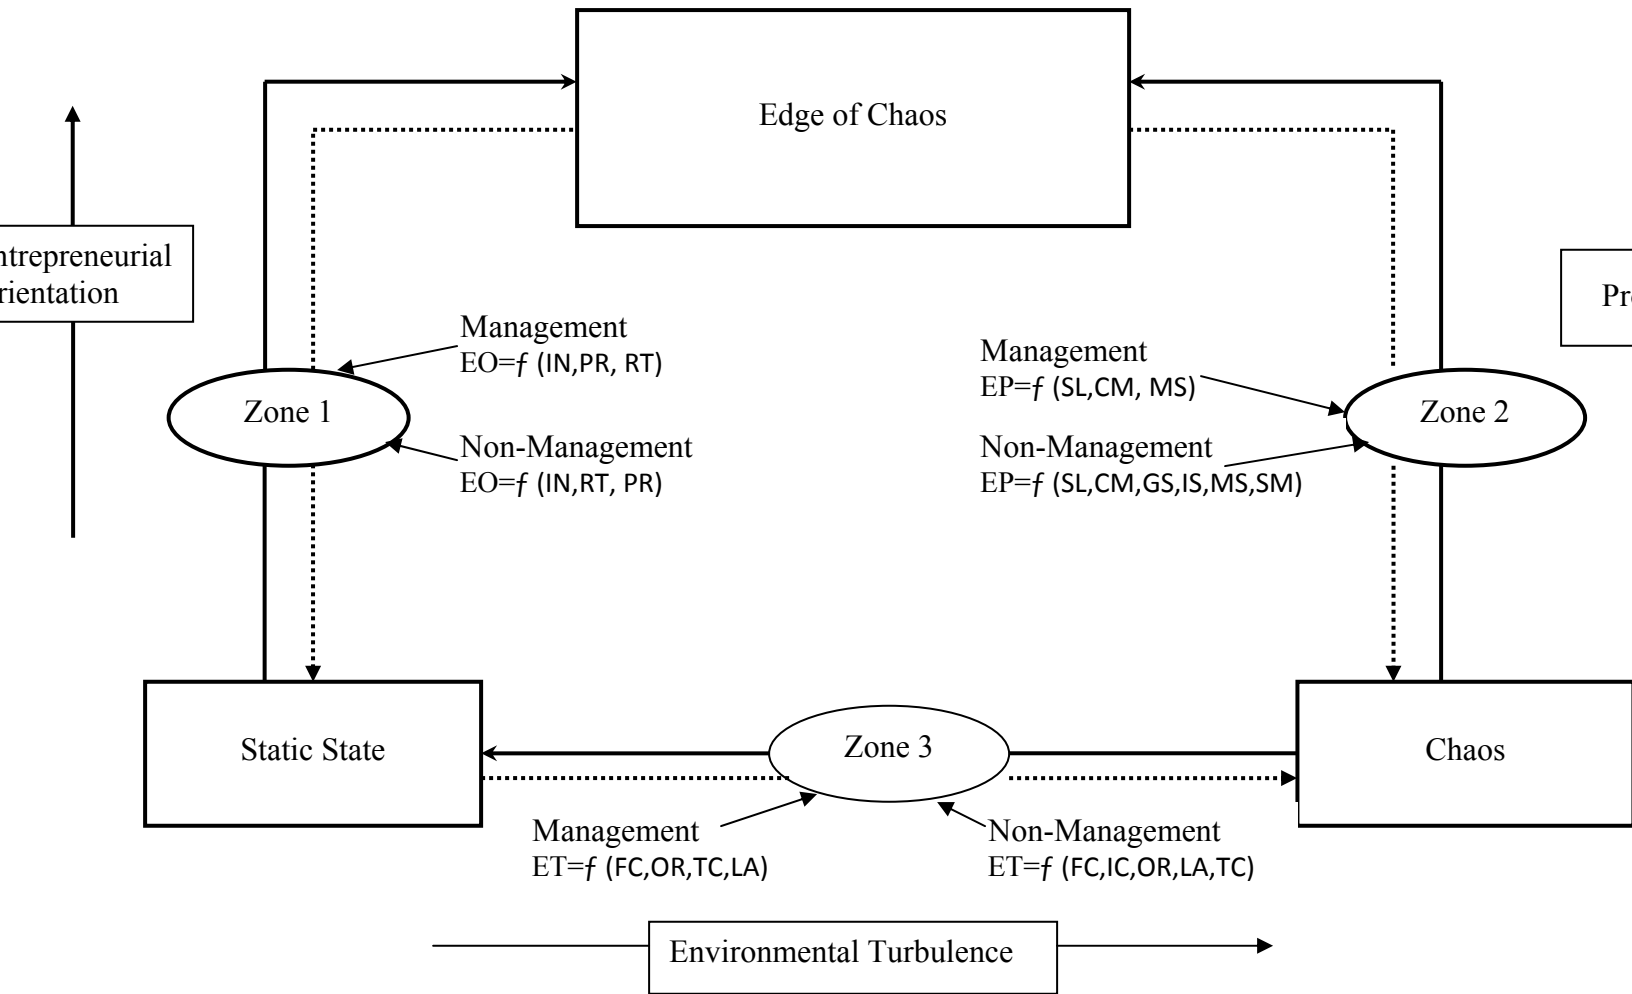 Edge of Chaos
ntrepreneurial
rientation
Pr
Management
EO=ƒ (IN,PR, RT)
Management
EP=ƒ (SL,CM, MS)
Zone 1
Zone 2
Non-Management
EO=ƒ (IN,RT, PR)
Non-Management
EP=ƒ (SL,CM,GS,IS,MS,SM)
Static State
Zone 3
Chaos
Management
ET=ƒ (FC,OR,TC,LA)
Non-Management
ET=ƒ (FC,IC,OR,LA,TC)
Environmental Turbulence